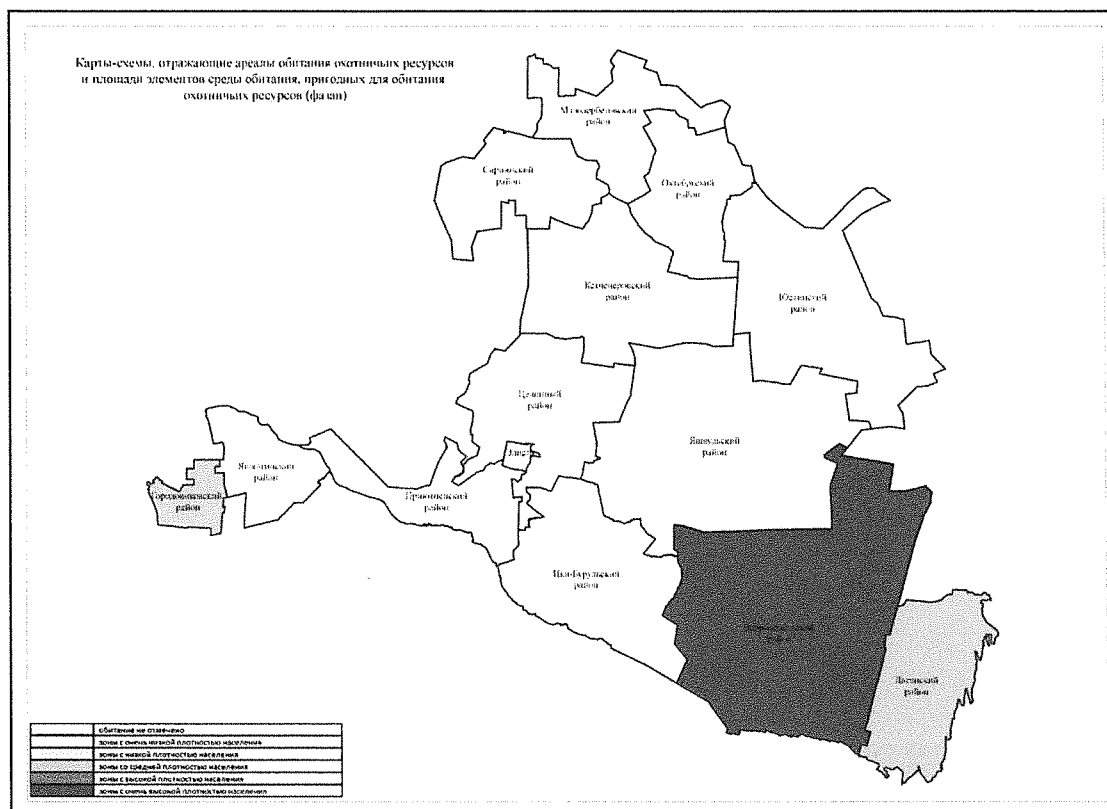 Карты-схемы, отражающие ареалы обитания охотничьих ресурсов
и площади элементов среды обитания, пригодных для обитания
охотничьих ресурсов (фазан)
Малодербетовский
район
Сарпинский
район
Октябрьский
район
Кетченеровский
район
Юстинский
район
Целинный
район
Элиста
Яшкульский
район
Яшалтинский
район
Городовиковский
район
Приютненский
район
Ики-Бурульский
район
район
Лаганский
район
обитание не отмечено
зоны с очень низкой плотностью населения
зоны с низкой плотностью населения
зоны со средней плотностью населения
зоны с высокой плотностью населения
зоны с очень высокой плотностью населения